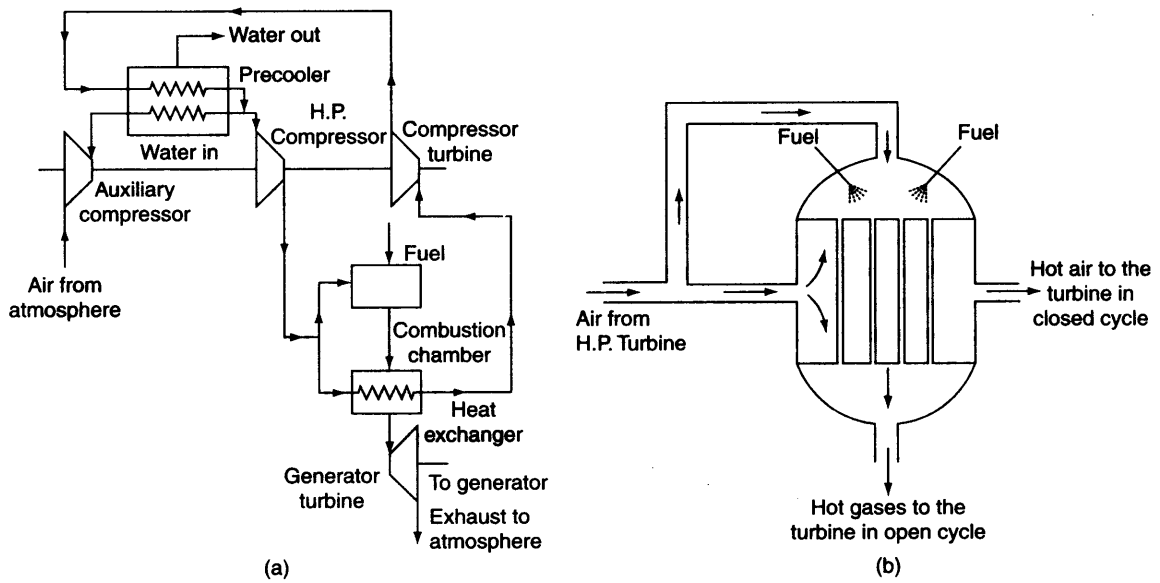 Water out
Precooler
H.P.
Compressor
Compressor
turbine
Water in
Auxiliary
compressor
Air from
atmosphere
Fuel
Combustion
chamber
Heat
exchanger
Generator
turbine
To generator
Exhaust to
atmosphere
(a)
Fuel
Fuel
Air from
H.P. Turbine
Hot air to the
turbine in
closed cycle
Hot gases to the
turbine in open cycle
(b)